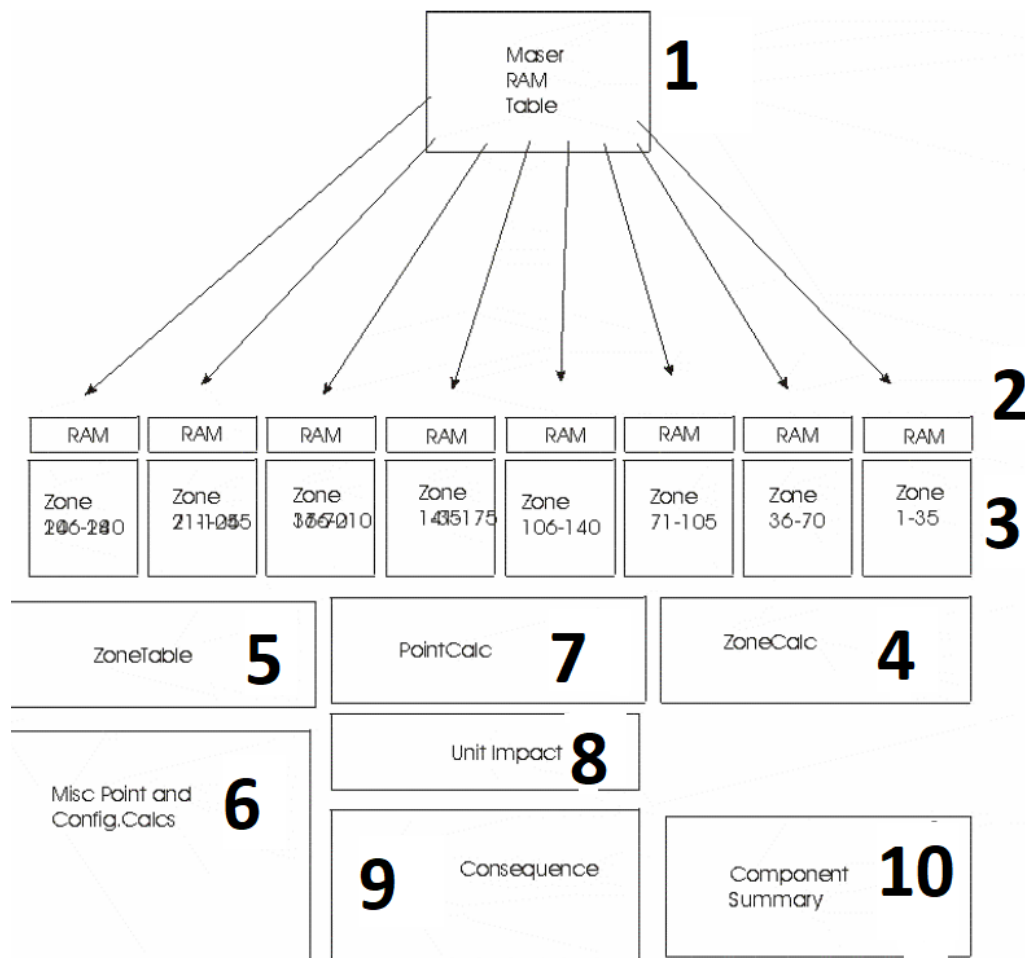 Maser
RAM
Table
1
2
RAM RAM RAM RAM RAM RAM RAM RAM
Zone Zone Zone Zone Zone Zone Zone Zone
106-140 71-105 36-70 1-35
3
ZoneTable 5 PointCalc 7 ZoneCalc 4
Unit Impact 8
Misc Point and
Config.Calcs
6
Consequence
9
Component
Summary
10